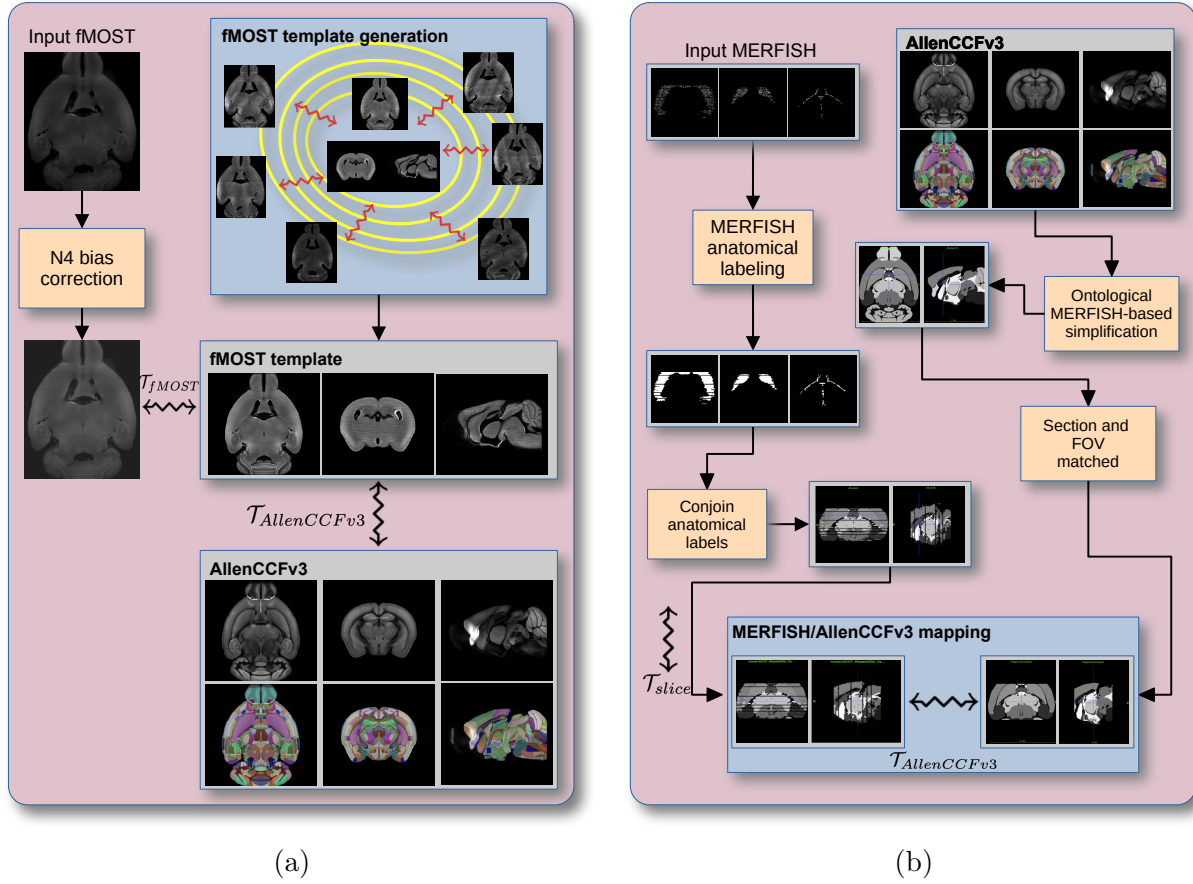 Input fMOST
fMOST template generation
N4 bias
correction
fMOST template
𝒯fMOST
𝒯AllenCCFv3
AllenCCFv3
(a)
Input MERFISH
AllenCCFv3
MERFISH
anatomical
labeling
Ontological
MERFISH-based
simplification
Section and
FOV
matched
Conjoin
anatomical
labels
𝒯slice
MERFISH/AllenCCFv3 mapping
𝒯AllenCCFv3
(b)